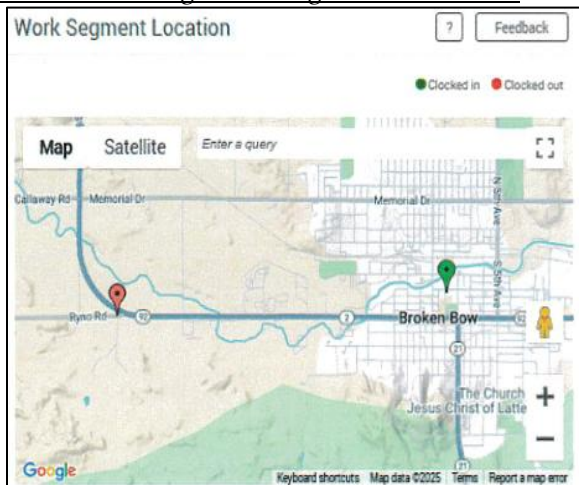 Work Segment Location
?
Feedback
Clocked in
Clocked out
Map
Satellite
Enter a query
Callaway Rd
Memorial Dr
Memorial Dr
N 5th Ave
S 5th Ave
Ryno Rd
92
2
Broken Bow
92
21
The Church
Jesus Christ of Latte
21
+
−
Google
Keyboard shortcuts
Map data ©2025
Terms
Report a map error